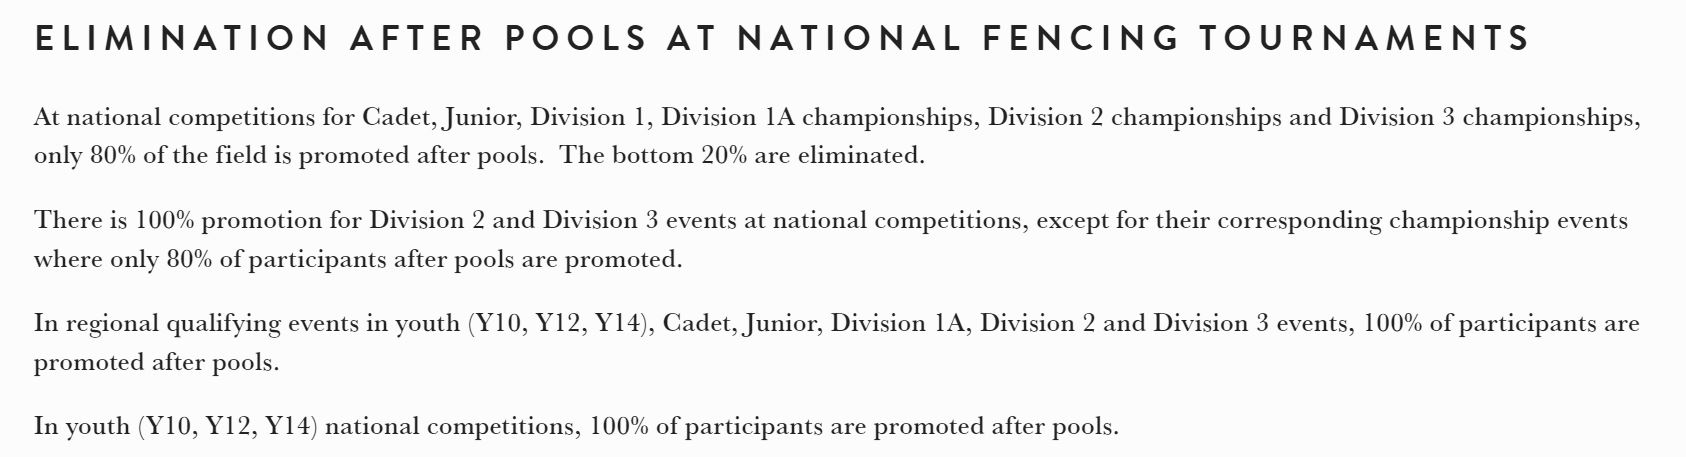 ELIMINATION AFTER POOLS AT NATIONAL FENCING TOURNAMENTS
At national competitions for Cadet, Junior, Division 1, Division 1A championships, Division 2 championships and Division 3 championships,
only 80% of the field is promoted after pools.  The bottom 20% are eliminated.
There is 100% promotion for Division 2 and Division 3 events at national competitions, except for their corresponding championship events
where only 80% of participants after pools are promoted.
In regional qualifying events in youth (Y10, Y12, Y14), Cadet, Junior, Division 1A, Division 2 and Division 3 events, 100% of participants are
promoted after pools.
In youth (Y10, Y12, Y14) national competitions, 100% of participants are promoted after pools.